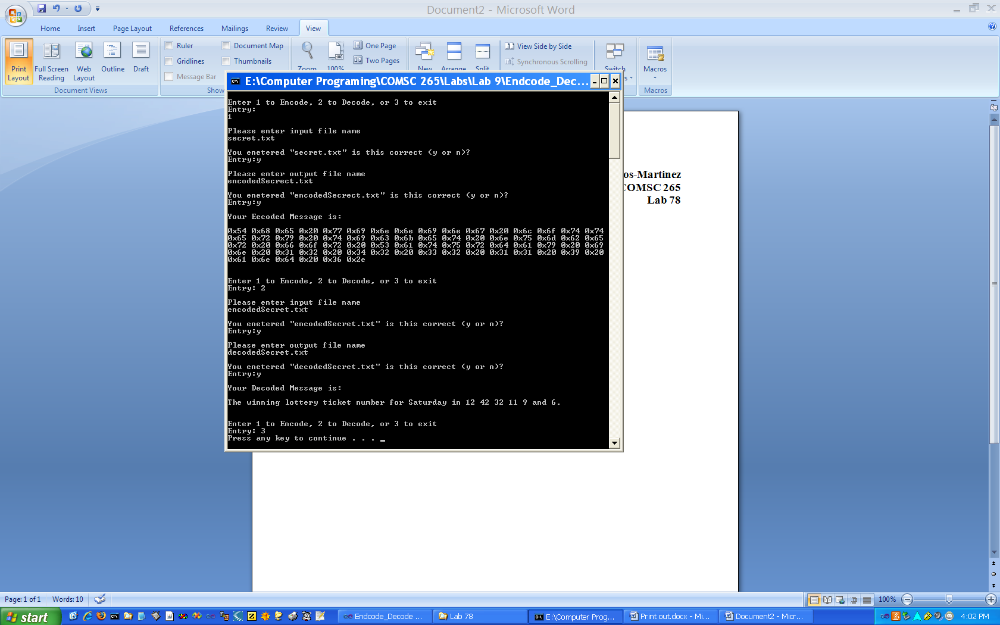 Document2 - Microsoft Word
Home Insert Page Layout References Mailings Review View
Print Layout
Full Screen Reading
Web Layout
Outline
Draft
Document Views
Ruler
Gridlines
Message Bar
Document Map
Thumbnails
Show
Zoom
100%
One Page
Two Pages
New
Arrange
Split
View Side by Side
Synchronous Scrolling
Switch
Macros
Macros
E:\Computer Programing\COMSC 265\Labs\Lab 9\Endcode_Dec...
Enter 1 to Encode, 2 to Decode, or 3 to exit
Entry:
1
Please enter input file name
secret.txt
You enetered "secret.txt" is this correct (y or n)?
Entry:y
Please enter output file name
encodedSecrect.txt
You enetered "encodedSecrect.txt" is this correct (y or n)?
Entry:y
Your Eecoded Message is:
0x54 0x68 0x65 0x20 0x77 0x69 0x6e 0x6e 0x69 0x6e 0x67 0x20 0x6c 0x6f 0x74 0x74
0x65 0x72 0x79 0x20 0x74 0x69 0x63 0x6b 0x65 0x74 0x20 0x6e 0x75 0x6d 0x62 0x65
0x72 0x20 0x66 0x6f 0x72 0x20 0x53 0x61 0x74 0x75 0x72 0x64 0x61 0x79 0x20 0x69
0x6e 0x20 0x31 0x32 0x20 0x34 0x32 0x20 0x33 0x32 0x20 0x31 0x31 0x20 0x39 0x20
0x61 0x6e 0x64 0x20 0x36 0x2e
Enter 1 to Encode, 2 to Decode, or 3 to exit
Entry: 2
Please enter input file name
encodedSecret.txt
You enetered "encodedSecret.txt" is this correct (y or n)?
Entry:y
Please enter output file name
decodedSecret.txt
You enetered "decodedSecret.txt" is this correct (y or n)?
Entry:y
Your Decoded Message is:
The winning lottery ticket number for Saturday in 12 42 32 11 9 and 6.
Enter 1 to Encode, 2 to Decode, or 3 to exit
Entry: 3
Press any key to continue . . . _
os-Martinez
COMSC 265
Lab 78
Page: 1 of 1 Words: 10
100%
start
Endcode_Decode ...
Lab 78
E:\Computer Prog...
Print out.docx - Mi...
Document2 - Micr...
4:02 PM